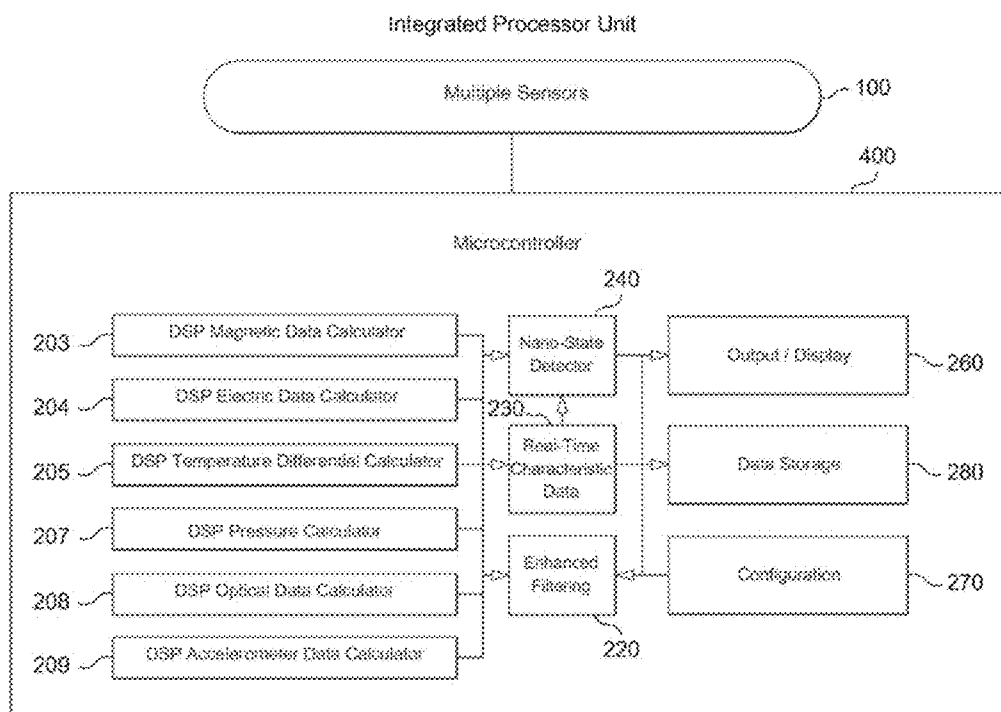 Integrated Processor Unit
Multiple Sensors
100
400
Microcontroller
240
203
DSP Magnetic Data Calculator
Nano-State
Detector
Output / Display
260
204
DSP Electric Data Calculator
230
205
DSP Temperature Differential Calculator
Real-Time
Characteristic
Data
Data Storage
280
207
DSP Pressure Calculator
208
DSP Optical Data Calculator
Enhanced
Filtering
Configuration
270
209
DSP Accelerometer Data Calculator
220